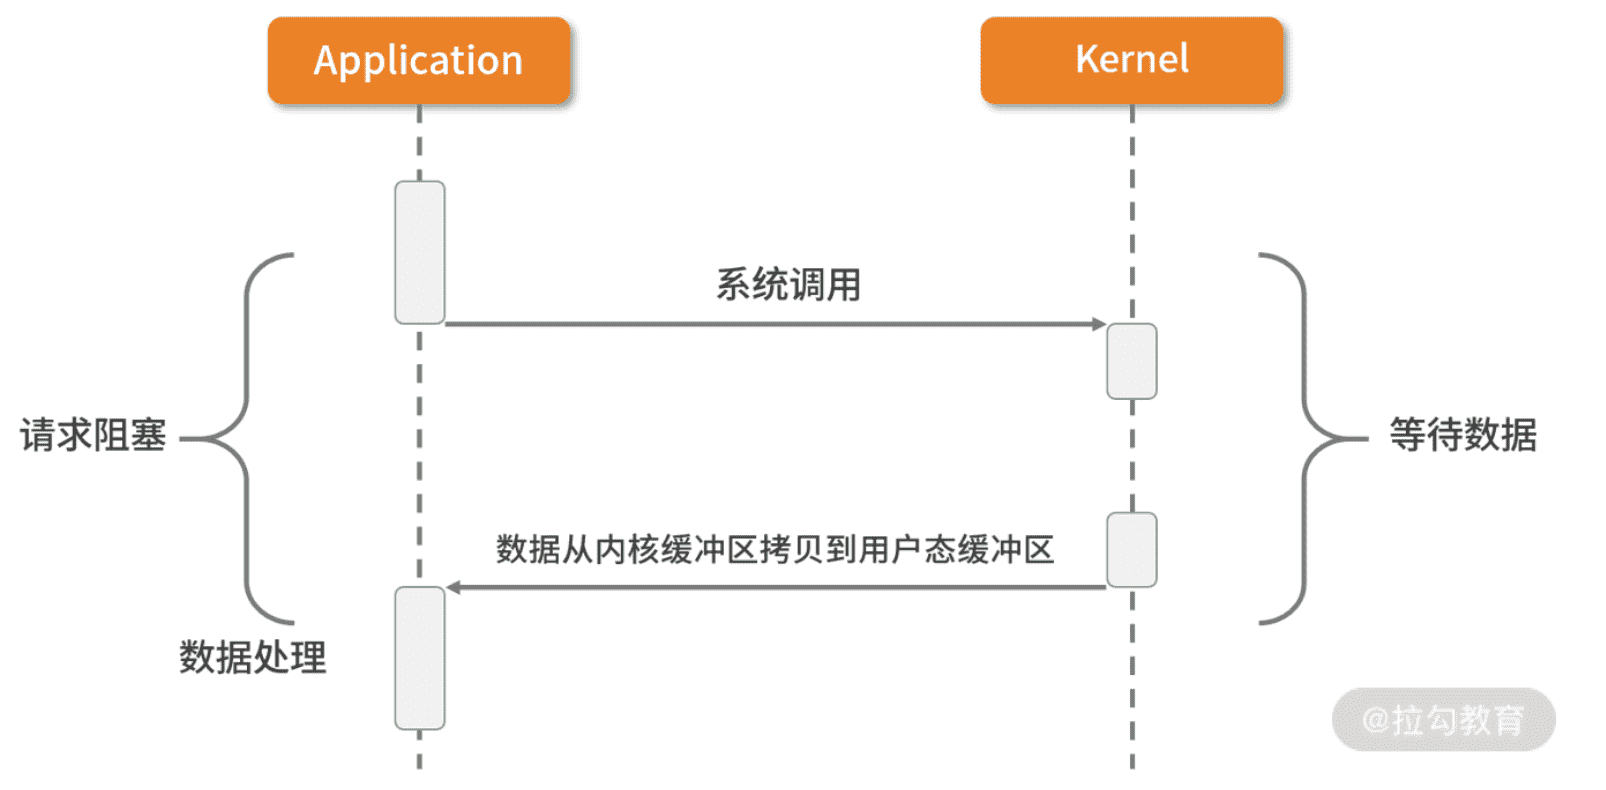 Application
Kernel
系统调用
请求阻塞
等待数据
数据从内核缓冲区拷贝到用户态缓冲区
数据处理
@拉勾教育